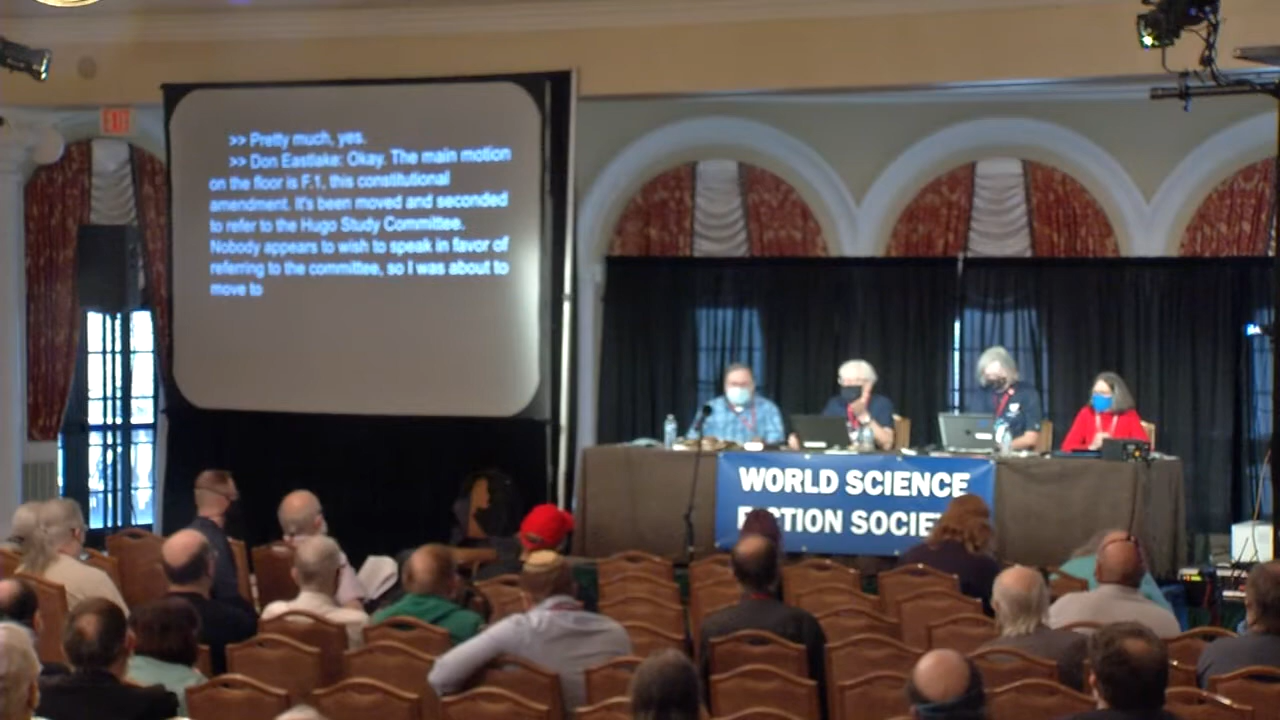 >> Pretty much, yes.
>> Don Eastlake: Okay. The main motion
on the floor is F.1, this constitutional
amendment. It's been moved and seconded
to refer to the Hugo Study Committee.
Nobody appears to wish to speak in favor of
referring to the committee, so I was about to
move to
WORLD SCIENCE
FICTION SOCIETY